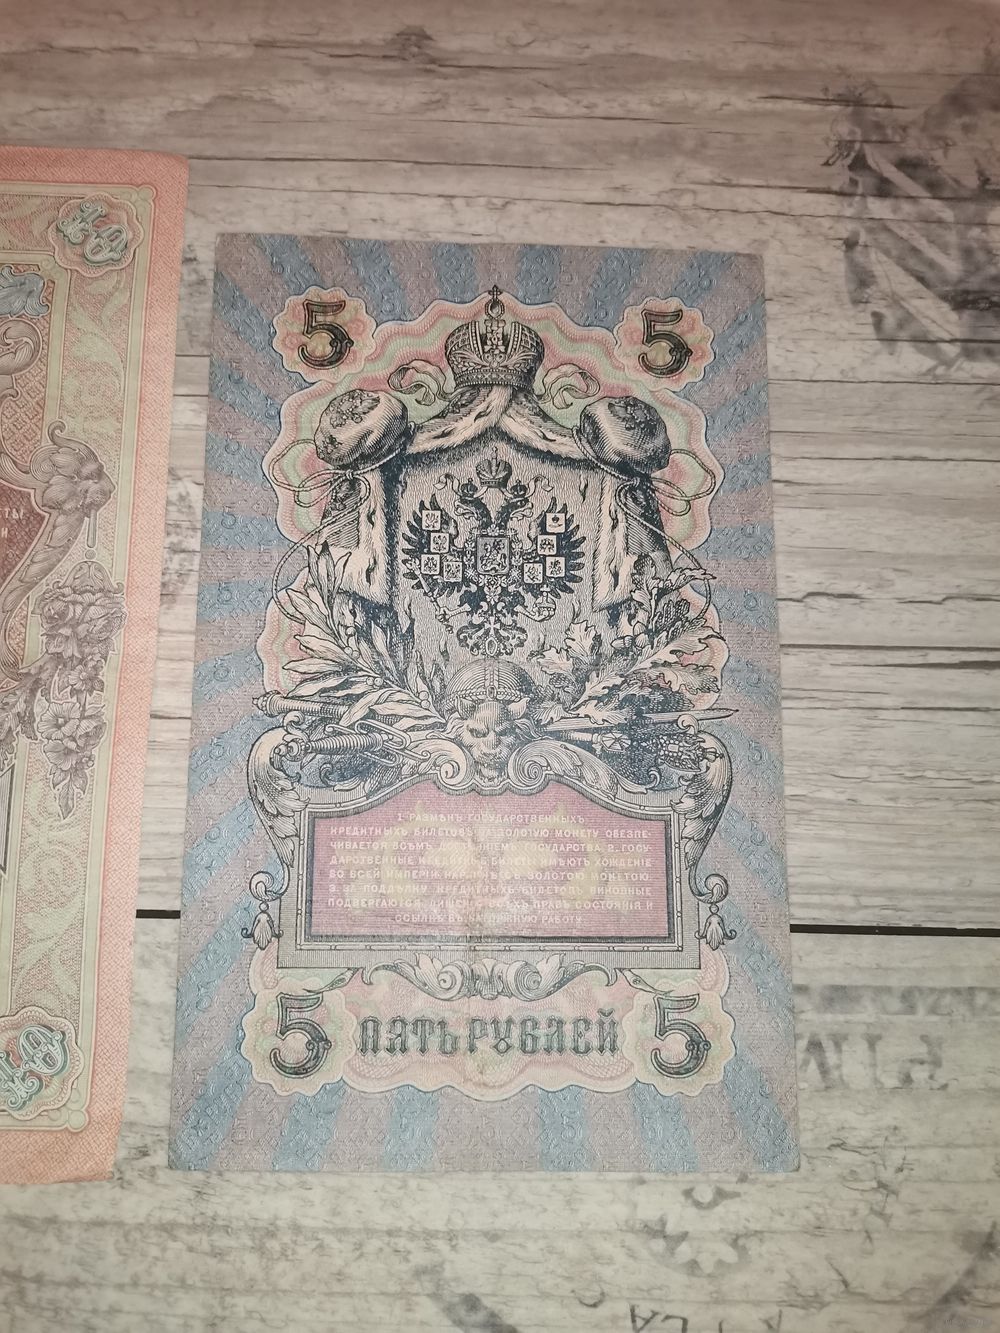 5 5
1. РАЗМѢНЪ ГОСУДАРСТВЕННЫХЪ
КРЕДИТНЫХЪ БИЛЕТОВЪ НА ЗОЛОТУЮ МОНЕТУ ОБЕЗПЕ-
ЧИВАЕТСЯ ВСѢМЪ ДОСТОЯНІЕМЪ ГОСУДАРСТВА. 2. ГОСУ-
ДАРСТВЕННЫЕ КРЕДИТНЫЕ БИЛЕТЫ ИМѢЮТЪ ХОЖДЕНІЕ
ВО ВСЕЙ ИМПЕРІИ НАРАВНѢ СЪ ЗОЛОТОЮ МОНЕТОЮ.
3. ЗА ПОДДѢЛКУ КРЕДИТНЫХЪ БИЛЕТОВЪ ВИНОВНЫЕ
ПОДВЕРГАЮТСЯ ЛИШЕНІЮ ВСѢХЪ ПРАВЪ СОСТОЯНІЯ И
ССЫЛКѢ ВЪ КАТОРЖНУЮ РАБОТУ.
5 ПЯТЬ РУБЛЕЙ 5
10
10